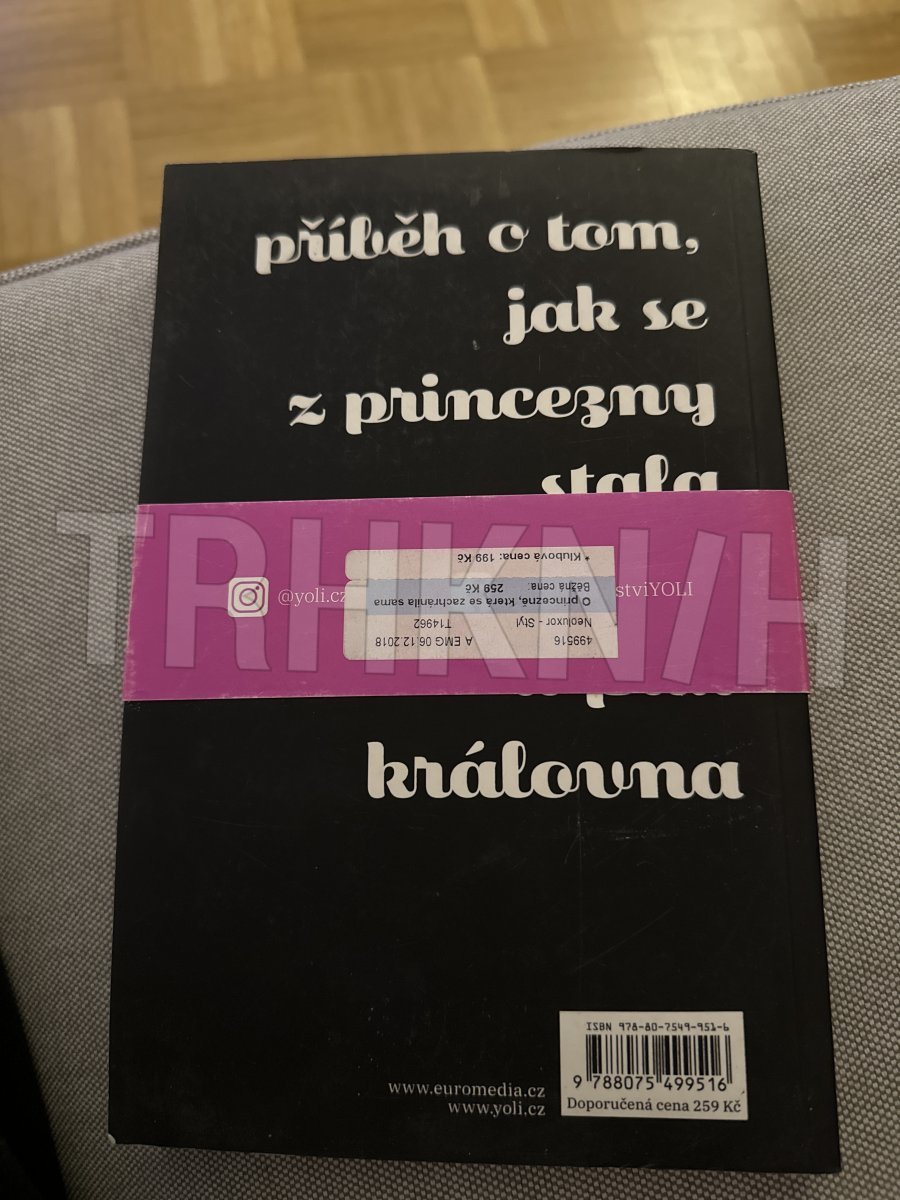 příběh o tom,
jak se
z princezny
stala
TRHKNIH
@yoli.cz
stviYOLI
499516 A EMG 06.12.2018
Neoluxor - Styl T14962
O princezně, která se zachránila sama
Běžná cena: 259 Kč
* Klubová cena: 199 Kč
královna
www.euromedia.cz
www.yoli.cz
ISBN 978-80-7549-951-6
9 788075 499516
Doporučená cena 259 Kč